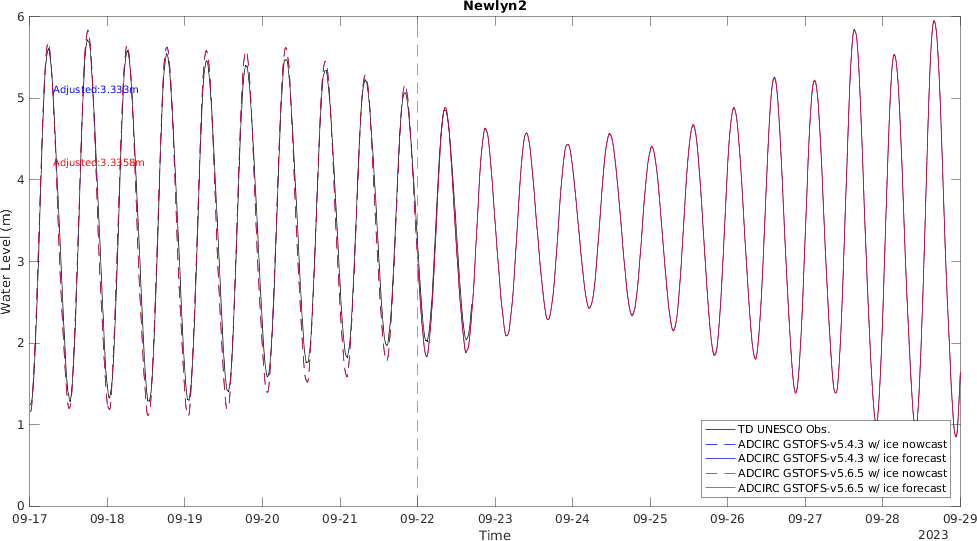 Newlyn2
6
5
4
3
2
1
0
Water Level (m)
Adjusted:3.333m
Adjusted:3.3358m
TD UNESCO Obs.
ADCIRC GSTOFS-v5.4.3 w/ ice nowcast
ADCIRC GSTOFS-v5.4.3 w/ ice forecast
ADCIRC GSTOFS-v5.6.5 w/ ice nowcast
ADCIRC GSTOFS-v5.6.5 w/ ice forecast
09-17 09-18 09-19 09-20 09-21 09-22 09-23 09-24 09-25 09-26 09-27 09-28 09-29
Time
2023